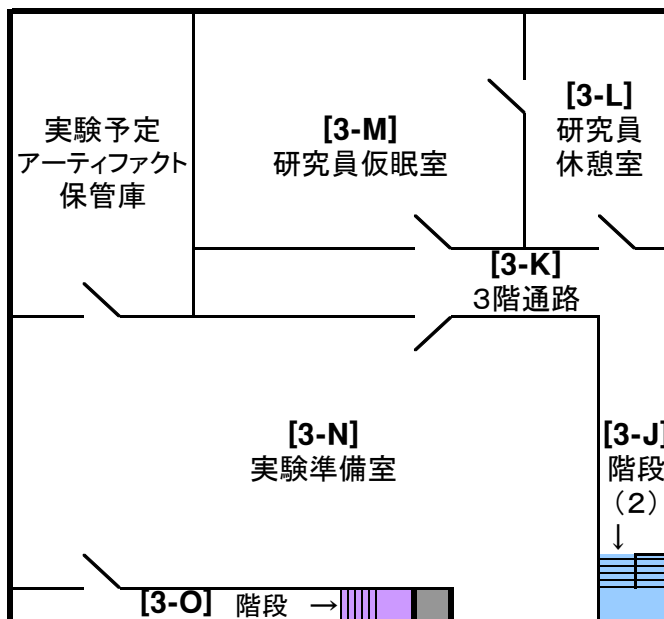 実験予定
アーティファクト
保管庫
[3-M]
研究員仮眠室
[3-L]
研究員
休憩室
[3-K]
３階通路
[3-N]
実験準備室
[3-J]
階段
（２）
↓
[3-O] 階段 →